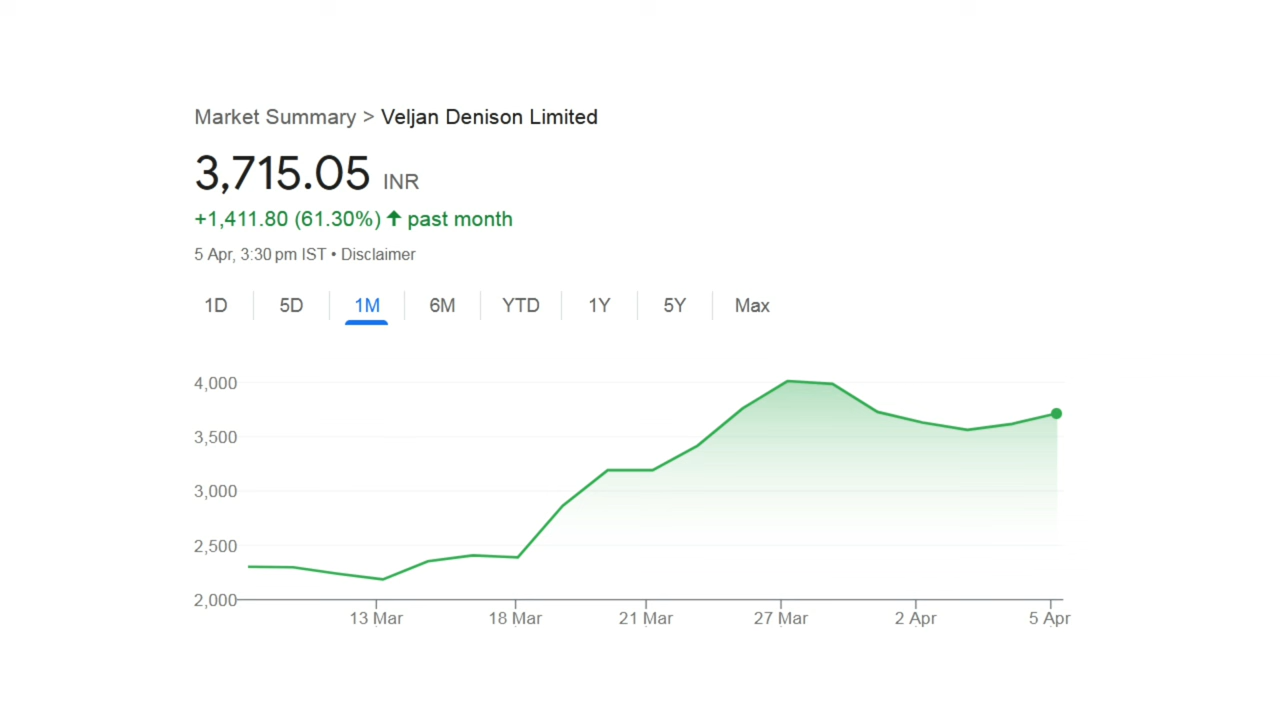 Market Summary > Veljan Denison Limited
3,715.05 INR
+1,411.80 (61.30%) ↑ past month
5 Apr, 3:30 pm IST • Disclaimer
1D 5D 1M 6M YTD 1Y 5Y Max
4,000
3,500
3,000
2,500
2,000
13 Mar 18 Mar 21 Mar 27 Mar 2 Apr 5 Apr